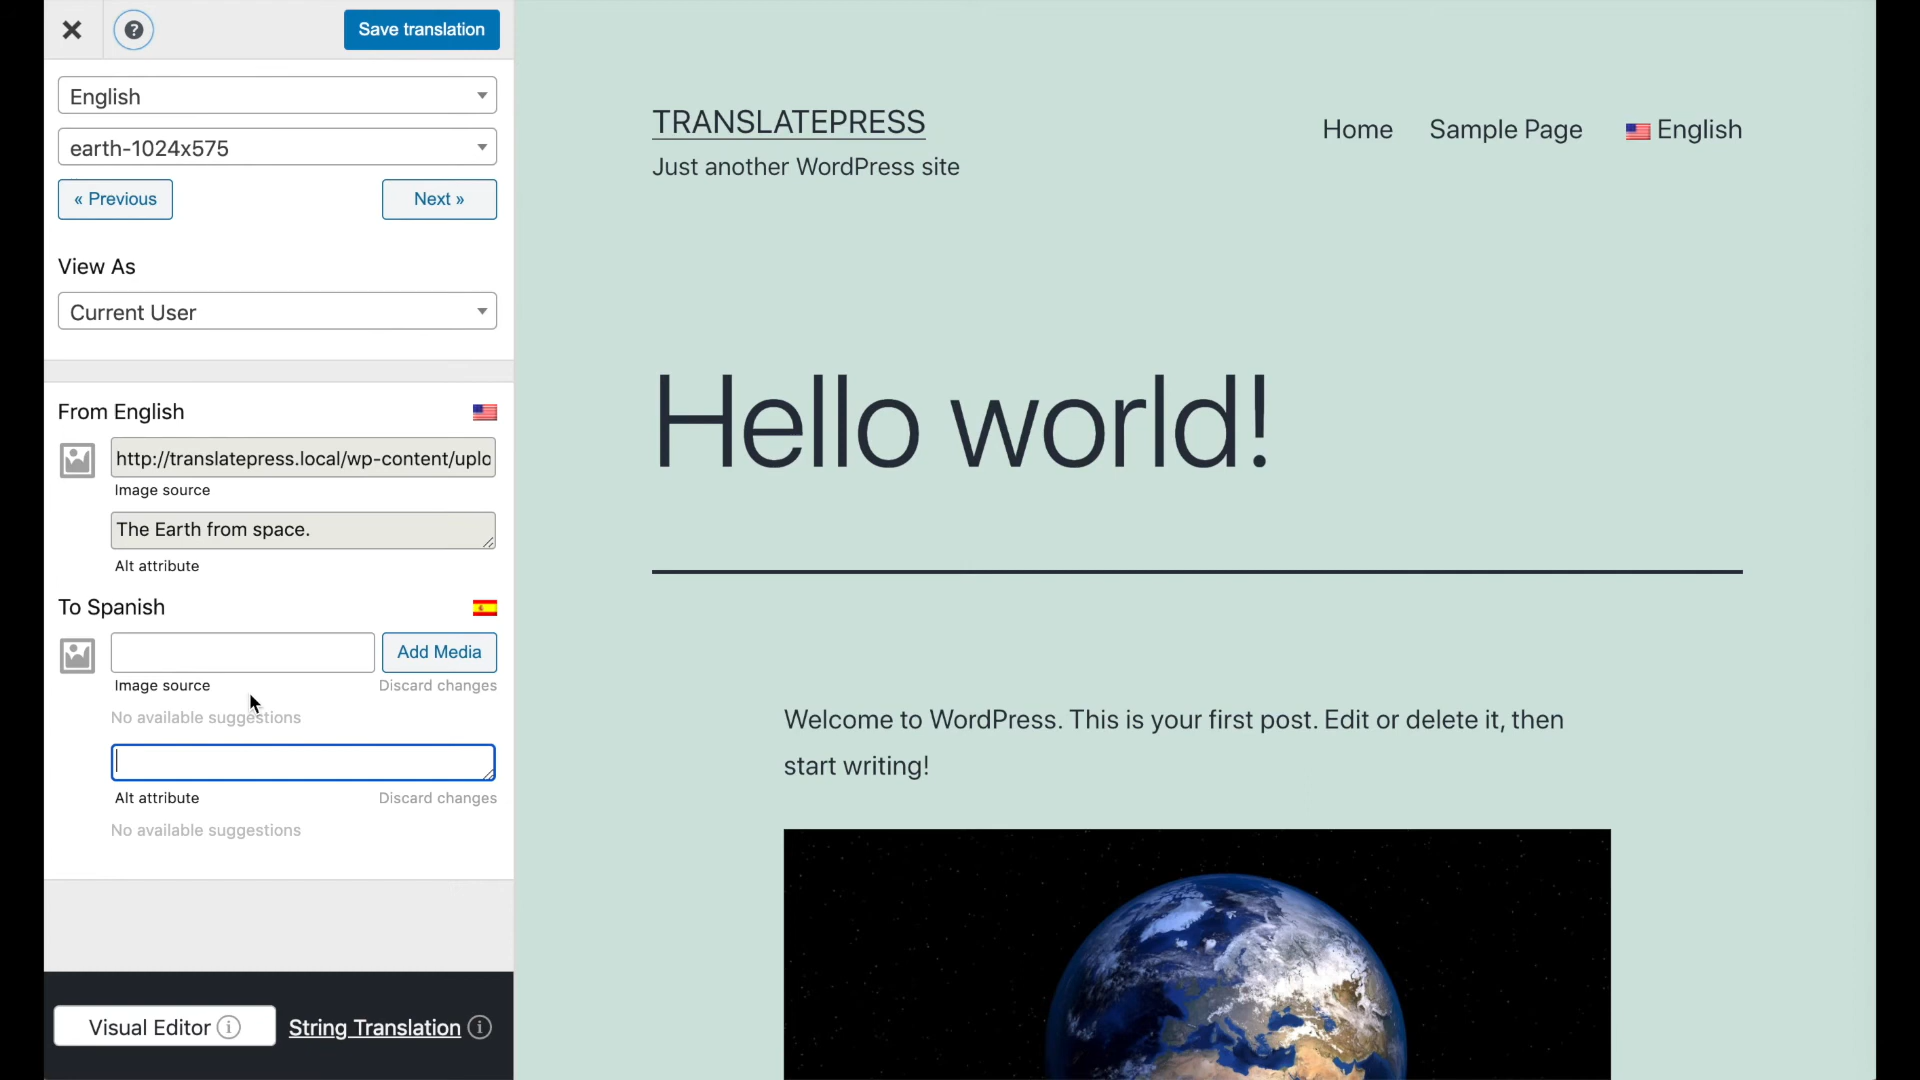 Save translation
English
earth-1024x575
« Previous
Next »
View As
Current User
From English
http://translatepress.local/wp-content/uplo
Image source
The Earth from space.
Alt attribute
To Spanish
Add Media
Image source
Discard changes
No available suggestions
Alt attribute
Discard changes
No available suggestions
Visual Editor
String Translation
TRANSLATEPRESS
Just another WordPress site
Home
Sample Page
English
Hello world!
Welcome to WordPress. This is your first post. Edit or delete it, then
start writing!